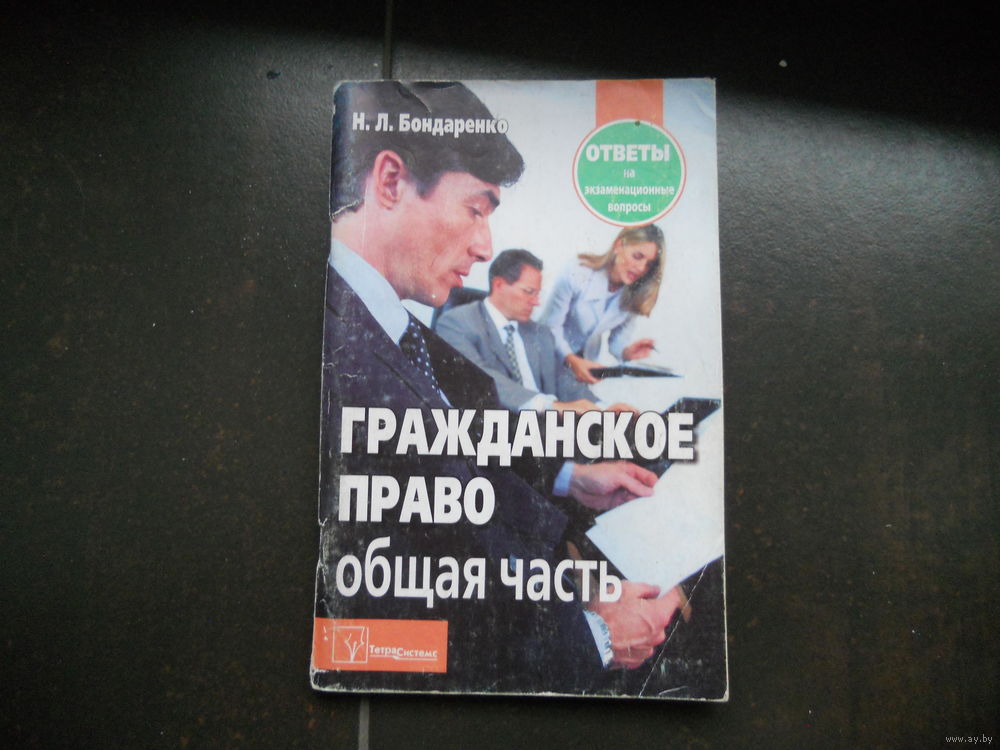 Н. Л. Бондаренко
ОТВЕТЫ
на
экзаменационные
вопросы
ГРАЖДАНСКОЕ
ПРАВО
общая часть
ТетраСистемс
www.ay.by